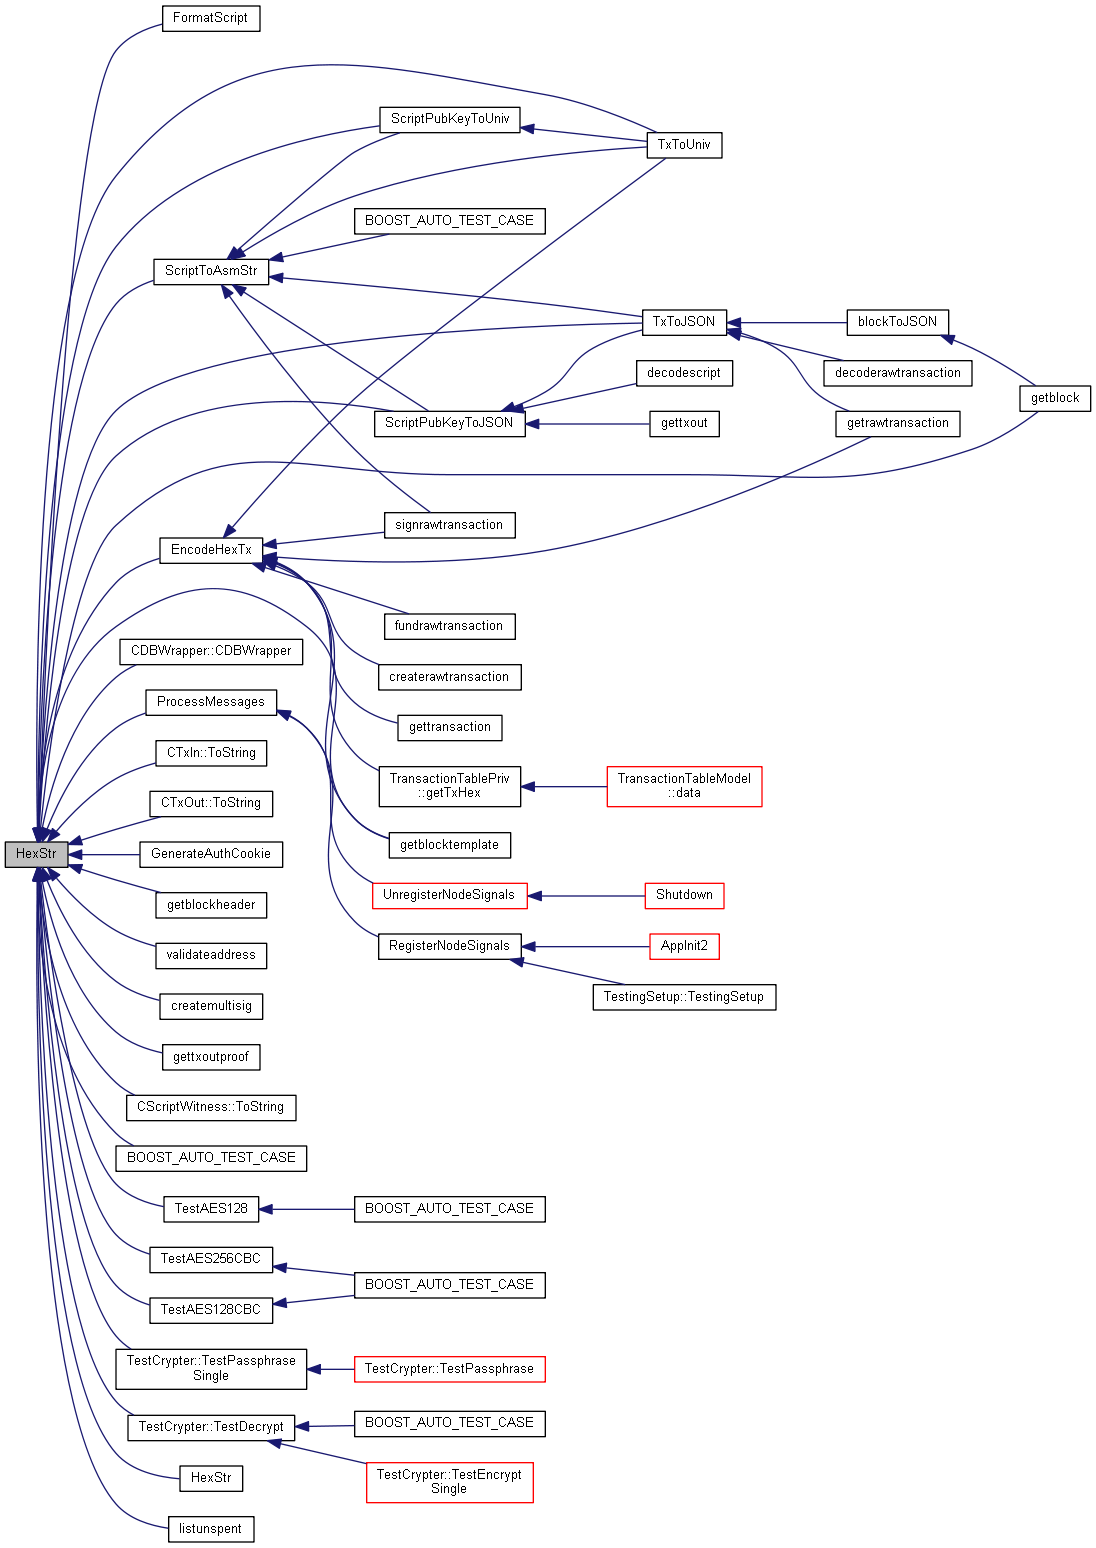 FormatScript
ScriptPubKeyToUniv
TxToUniv
BOOST_AUTO_TEST_CASE
ScriptToAsmStr
TxToJSON
blockToJSON
decodescript
decoderawtransaction
getblock
ScriptPubKeyToJSON
gettxout
getrawtransaction
signrawtransaction
EncodeHexTx
fundrawtransaction
CDBWrapper::CDBWrapper
createrawtransaction
ProcessMessages
gettransaction
CTxIn::ToString
TransactionTablePriv
::getTxHex
TransactionTableModel
::data
CTxOut::ToString
getblocktemplate
HexStr
GenerateAuthCookie
UnregisterNodeSignals
Shutdown
getblockheader
RegisterNodeSignals
AppInit2
validateaddress
TestingSetup::TestingSetup
createmultisig
gettxoutproof
CScriptWitness::ToString
BOOST_AUTO_TEST_CASE
TestAES128
BOOST_AUTO_TEST_CASE
TestAES256CBC
BOOST_AUTO_TEST_CASE
TestAES128CBC
TestCrypter::TestPassphrase
Single
TestCrypter::TestPassphrase
TestCrypter::TestDecrypt
BOOST_AUTO_TEST_CASE
TestCrypter::TestEncrypt
Single
HexStr
listunspent